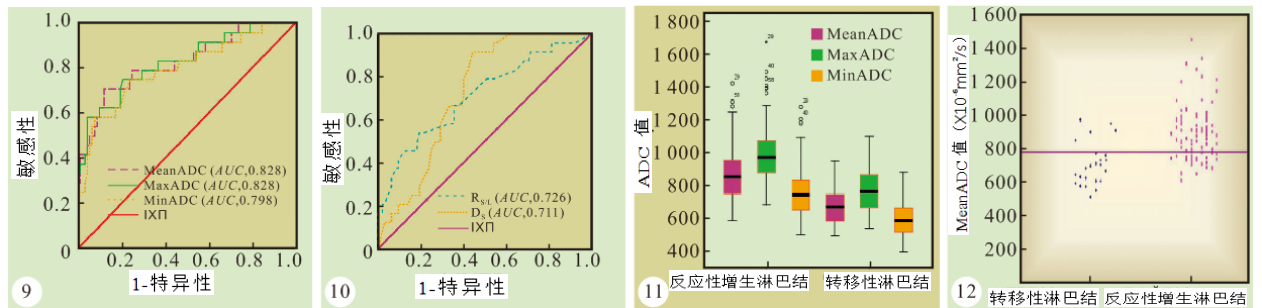 1.0
0.8
0.6
0.4
0.2
0
敏感性
MeanADC (AUC,0.828)
MaxADC (AUC,0.828)
MinADC (AUC,0.798)
IXΠ
0.2 0.4 0.6 0.8 1.0
1-特异性
9
1.0
0.8
0.6
0.4
0.2
0
敏感性
RS/L (AUC,0.726)
DS (AUC,0.711)
IXΠ
0.2 0.4 0.6 0.8 1.0
1-特异性
10
1 800
1 600
1 400
1 200
1 000
800
600
400
ADC 值
MeanADC
MaxADC
MinADC
29
40
反应性增生淋巴结 转移性淋巴结
11
1 600
1 400
1 200
1 000
800
600
400
200
MeanADC 值 (X10⁻⁶mm²/s)
转移性淋巴结 反应性增生淋巴结
12